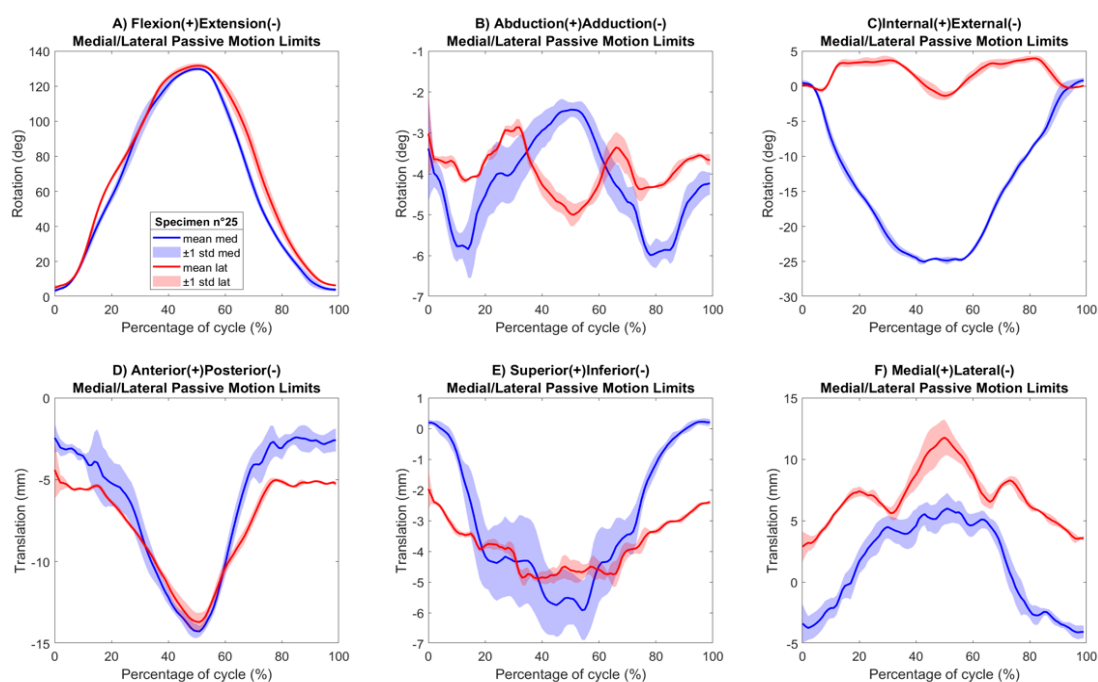 A) Flexion(+)Extension(-)
Medial/Lateral Passive Motion Limits
140
120
100
80
60
40
20
0
Rotation (deg)
Specimen n°25
mean med
±1 std med
mean lat
±1 std lat
0 20 40 60 80 100
Percentage of cycle (%)
B) Abduction(+)Adduction(-)
Medial/Lateral Passive Motion Limits
-1
-2
-3
-4
-5
-6
-7
Rotation (deg)
0 20 40 60 80 100
Percentage of cycle (%)
C)Internal(+)External(-)
Medial/Lateral Passive Motion Limits
5
0
-5
-10
-15
-20
-25
-30
Rotation (deg)
0 20 40 60 80 100
Percentage of cycle (%)
D) Anterior(+)Posterior(-)
Medial/Lateral Passive Motion Limits
0
-5
-10
-15
Translation (mm)
0 20 40 60 80 100
Percentage of cycle (%)
E) Superior(+)Inferior(-)
Medial/Lateral Passive Motion Limits
0
-1
-2
-3
-4
-5
-6
-7
Translation (mm)
0 20 40 60 80 100
Percentage of cycle (%)
F) Medial(+)Lateral(-)
Medial/Lateral Passive Motion Limits
15
10
5
0
-5
Translation (mm)
0 20 40 60 80 100
Percentage of cycle (%)